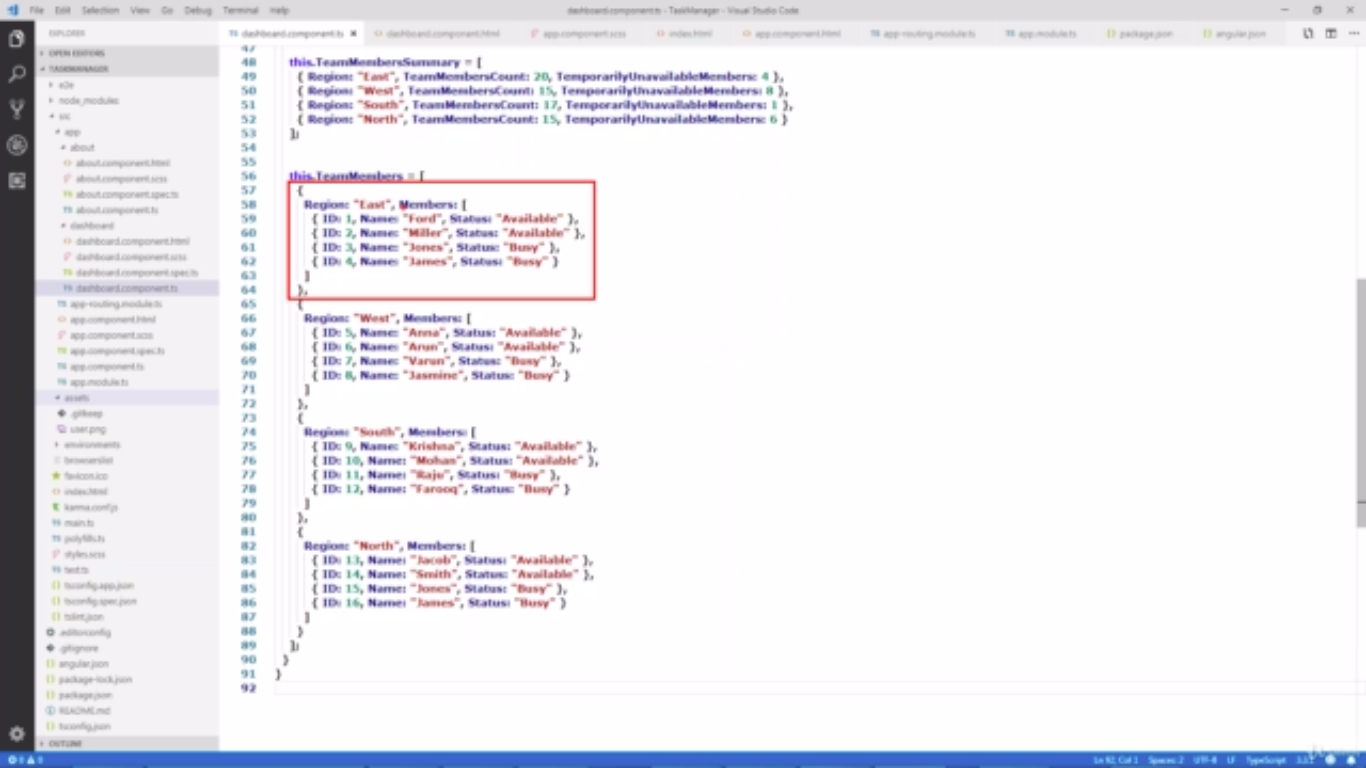 File Edit Selection View Go Debug Terminal Help
dashboard.component.ts - TaskManager - Visual Studio Code
EXPLORER
OPEN EDITORS
TASKMANAGER
e2e
node_modules
src
app
about
about.component.html
about.component.scss
about.component.spec.ts
about.component.ts
dashboard
dashboard.component.html
dashboard.component.scss
dashboard.component.spec.ts
TS dashboard.component.ts
TS app-routing.module.ts
app.component.html
app.component.scss
TS app.component.spec.ts
TS app.component.ts
TS app.module.ts
assets
.gitkeep
user.png
environments
browserslist
favicon.ico
index.html
karma.conf.js
TS main.ts
TS polyfills.ts
styles.scss
TS test.ts
{} tsconfig.app.json
{} tsconfig.spec.json
{} tslint.json
.editorconfig
.gitignore
{} angular.json
{} package-lock.json
{} package.json
README.md
{} tsconfig.json
OUTLINE
TS dashboard.component.ts × dashboard.component.html app.component.scss index.html app.component.html TS app-routing.module.ts TS app.module.ts {} package.json {} angular.json
47
48 this.TeamMembersSummary = [
49 { Region: "East", TeamMembersCount: 20, TemporarilyUnavailableMembers: 4 },
50 { Region: "West", TeamMembersCount: 15, TemporarilyUnavailableMembers: 8 },
51 { Region: "South", TeamMembersCount: 17, TemporarilyUnavailableMembers: 1 },
52 { Region: "North", TeamMembersCount: 15, TemporarilyUnavailableMembers: 6 }
53 ];
54
55
56 this.TeamMembers = [
57 {
58 Region: "East", Members: [
59 { ID: 1, Name: "Ford", Status: "Available" },
60 { ID: 2, Name: "Miller", Status: "Available" },
61 { ID: 3, Name: "Jones", Status: "Busy" },
62 { ID: 4, Name: "James", Status: "Busy" }
63 ]
64 },
65 {
66 Region: "West", Members: [
67 { ID: 5, Name: "Anna", Status: "Available" },
68 { ID: 6, Name: "Arun", Status: "Available" },
69 { ID: 7, Name: "Varun", Status: "Busy" },
70 { ID: 8, Name: "Jasmine", Status: "Busy" }
71 ]
72 },
73 {
74 Region: "South", Members: [
75 { ID: 9, Name: "Krishna", Status: "Available" },
76 { ID: 10, Name: "Mohan", Status: "Available" },
77 { ID: 11, Name: "Raju", Status: "Busy" },
78 { ID: 12, Name: "Farooq", Status: "Busy" }
79 ]
80 },
81 {
82 Region: "North", Members: [
83 { ID: 13, Name: "Jacob", Status: "Available" },
84 { ID: 14, Name: "Smith", Status: "Available" },
85 { ID: 15, Name: "Jones", Status: "Busy" },
86 { ID: 16, Name: "James", Status: "Busy" }
87 ]
88 }
89 ];
90 }
91 }
92
0 0 Ln 92, Col 1 Spaces: 2 UTF-8 LF TypeScript